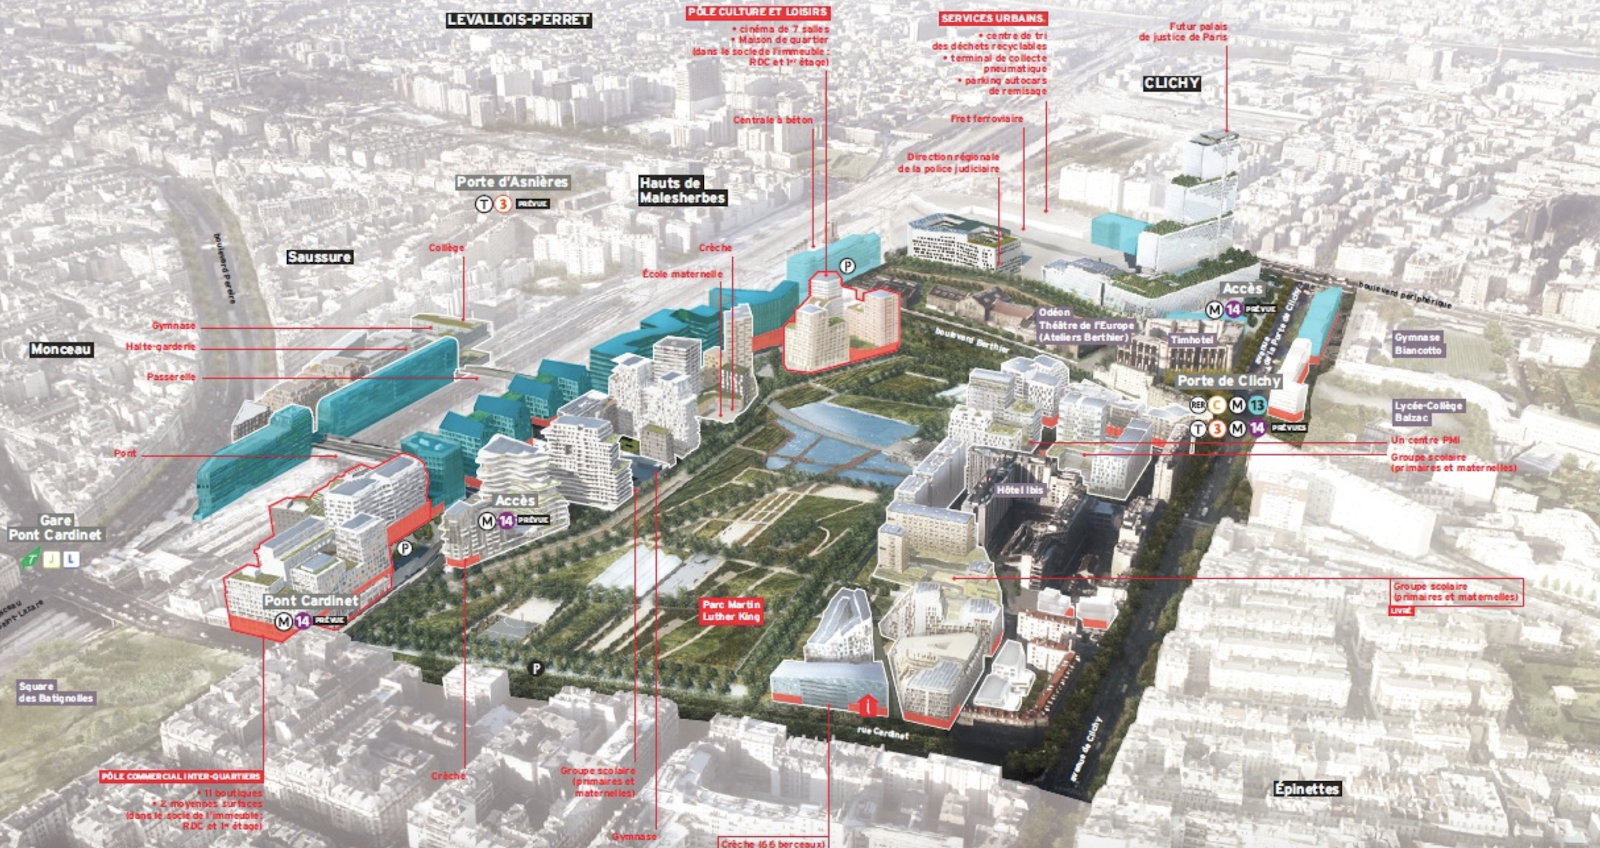 LEVALLOIS-PERRET
PÔLE CULTURE ET LOISIRS
• cinéma de 7 salles
• Maison de quartier
(dans le socle de l'immeuble :
RDC et 1er étage)
SERVICES URBAINS
• centre de tri
des déchets recyclables
• terminal de collecte
pneumatique
• parking autocars
de remisage
Futur palais
de justice de Paris
CLICHY
Centrale à béton
Fret ferroviaire
Direction régionale
de la police judiciaire
Porte d'Asnières
T 3 PRÉVUE
Hauts de
Malesherbes
boulevard Pereire
Saussure
Collège
Crèche
École maternelle
P
Accès
M 14 PRÉVUE
boulevard périphérique
Gymnase
Halte-garderie
Passerelle
Monceau
boulevard Berthier
Odéon
Théâtre de l'Europe
(Ateliers Berthier)
Timhotel
avenue
de la Porte de Clichy
Gymnase
Biancotto
Porte de Clichy
RER C M 13
T 3 M 14 PRÉVUES
Lycée-Collège
Balzac
Un centre PMI
Groupe scolaire
(primaires et maternelles)
Pont
Hôtel Ibis
Accès
M 14 PRÉVUE
Gare
Pont Cardinet
T J L
P
Saint-Lazare
Pont Cardinet
M 14 PRÉVUE
Parc Martin
Luther King
Groupe scolaire
(primaires et maternelles)
LIVRÉ
P
Square
des Batignolles
i
rue Cardinet
avenue de Clichy
PÔLE COMMERCIAL INTER-QUARTIERS
• 11 boutiques
• 2 moyennes surfaces
(dans le socle de l'immeuble:
RDC et 1er étage)
Crèche
Groupe scolaire
(primaires et
maternelles)
Gymnase
Crèche (66 berceaux)
Épinettes